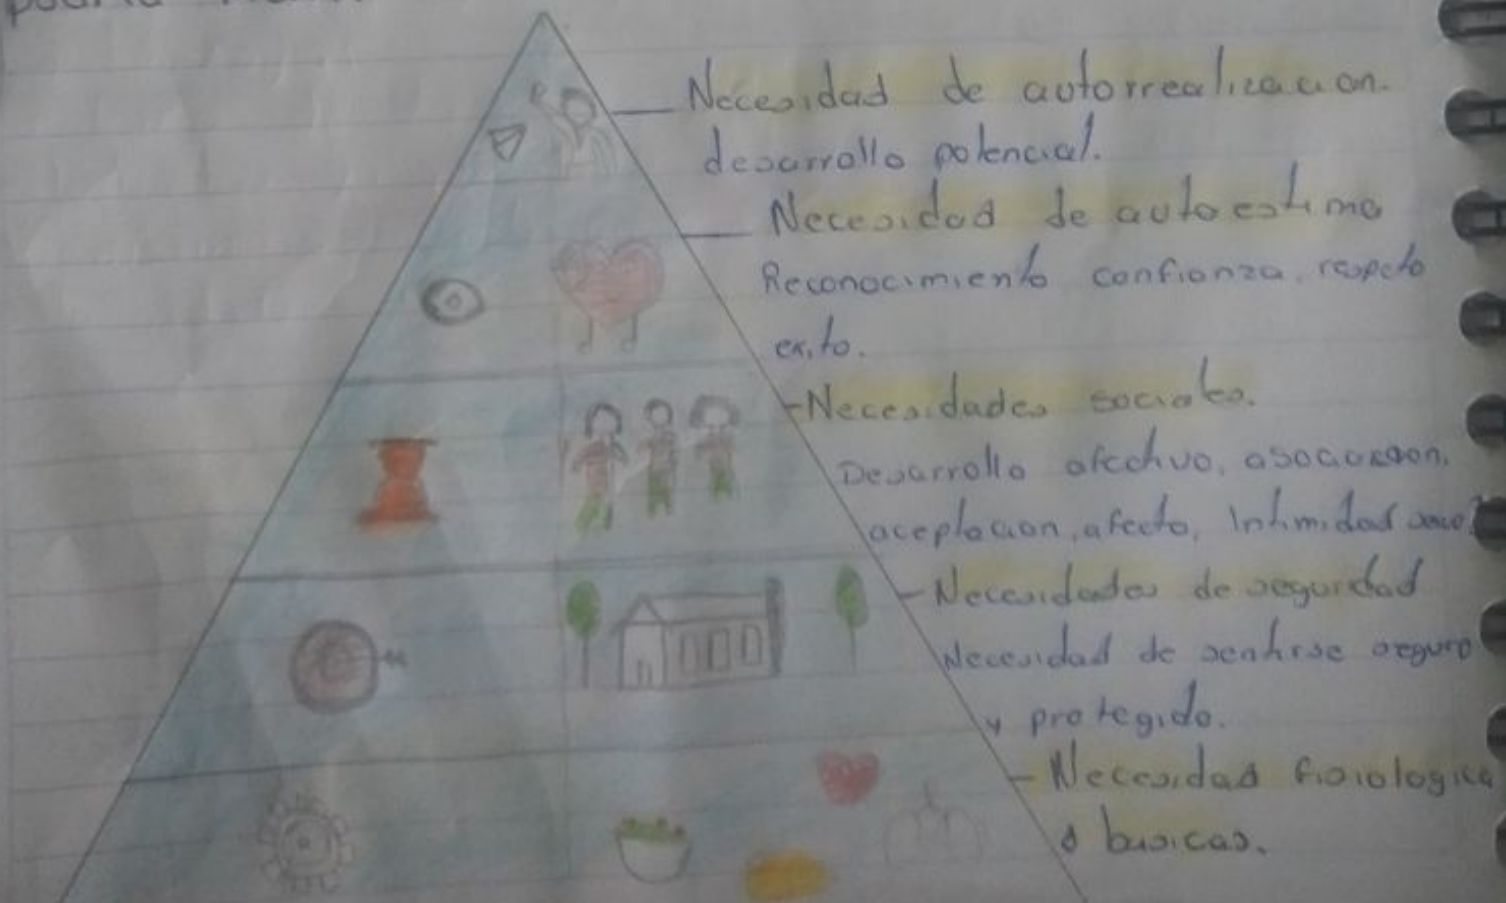 Necesidad de autorrealizacion.
desarrollo potencial.
Necesidad de autoestima
Reconocimiento confianza, respeto
exito.
-Necesidades sociales.
Desarrollo afectivo, asociacion,
aceptacion, afecto, Intimidad
-Necesidades de seguridad
Necesidad de sentirse seguro
y protegido.
-Necesidad fisiologica
o basicas.